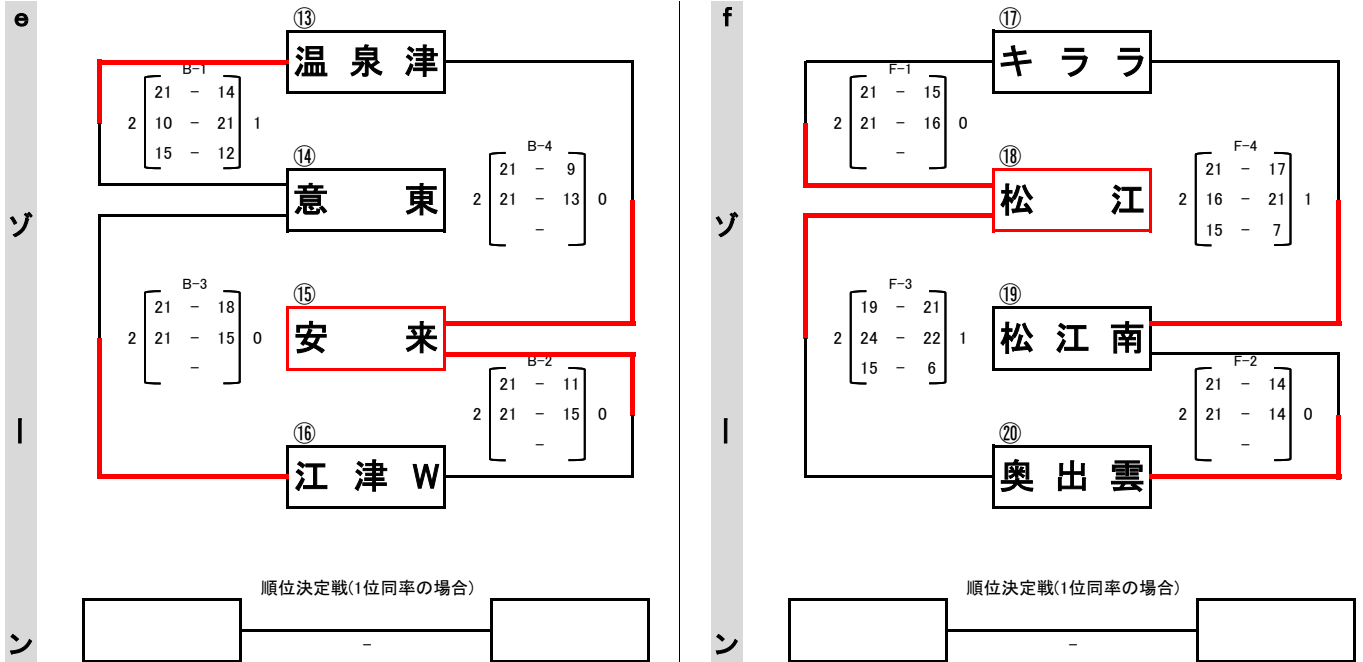 eゾーン
⑬
温泉津
B-1
21 - 14
2 10 - 21 1
15 - 12
⑭
意東
B-4
21 - 9
2 21 - 13 0
-
B-3
21 - 18
2 21 - 15 0
-
⑮
安来
B-2
21 - 11
2 21 - 15 0
-
⑯
江津W
順位決定戦(1位同率の場合)
-
fゾーン
⑰
キララ
F-1
21 - 15
2 21 - 16 0
-
⑱
松江
F-4
21 - 17
2 16 - 21 1
15 - 7
F-3
19 - 21
2 24 - 22 1
15 - 6
⑲
松江南
F-2
21 - 14
2 21 - 14 0
-
⑳
奥出雲
順位決定戦(1位同率の場合)
-